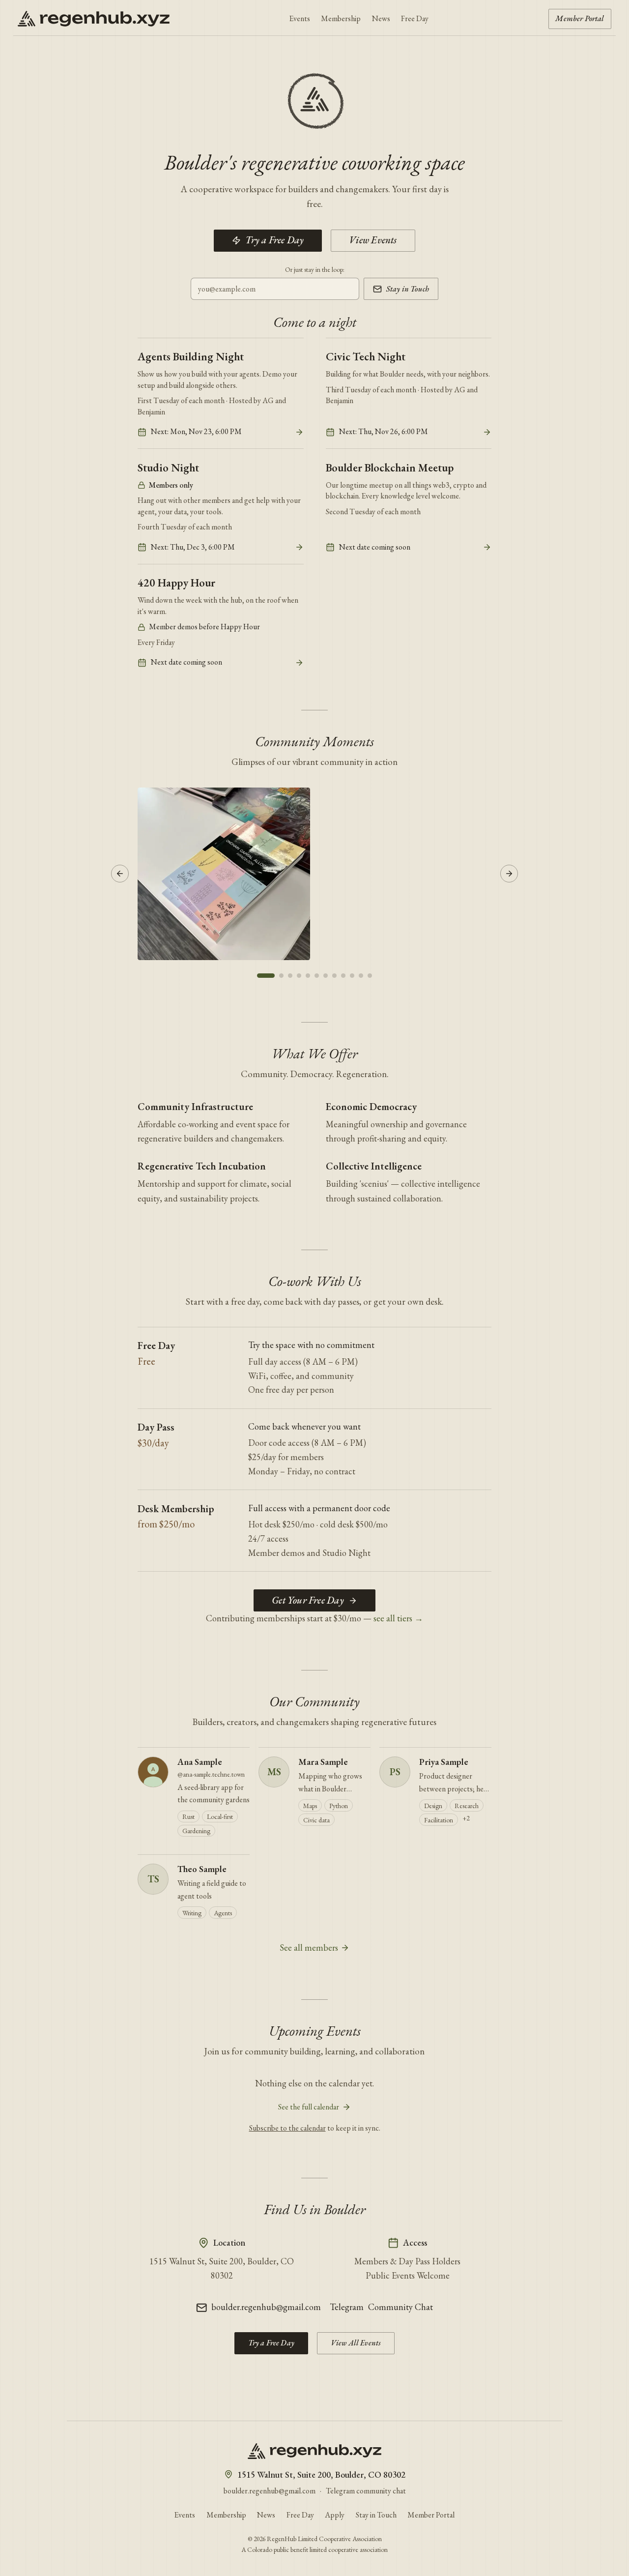 regenhub.xyz
Events Membership News Free Day
Member Portal
Boulder's regenerative coworking space
A cooperative workspace for builders and changemakers. Your first day is
free.
Try a Free Day
View Events
Or just stay in the loop:
you@example.com
Stay in Touch
Come to a night
Agents Building Night
Show us how you build with your agents. Demo your
setup and build alongside others.
First Tuesday of each month · Hosted by AG and
Benjamin
Next: Mon, Nov 23, 6:00 PM
Civic Tech Night
Building for what Boulder needs, with your neighbors.
Third Tuesday of each month · Hosted by AG and
Benjamin
Next: Thu, Nov 26, 6:00 PM
Studio Night
Members only
Hang out with other members and get help with your
agent, your data, your tools.
Fourth Tuesday of each month
Next: Thu, Dec 3, 6:00 PM
Boulder Blockchain Meetup
Our longtime meetup on all things web3, crypto and
blockchain. Every knowledge level welcome.
Second Tuesday of each month
Next date coming soon
420 Happy Hour
Wind down the week with the hub, on the roof when
it's warm.
Member demos before Happy Hour
Every Friday
Next date coming soon
Community Moments
Glimpses of our vibrant community in action
What We Offer
Community. Democracy. Regeneration.
Community Infrastructure
Affordable co-working and event space for
regenerative builders and changemakers.
Economic Democracy
Meaningful ownership and governance
through profit-sharing and equity.
Regenerative Tech Incubation
Mentorship and support for climate, social
equity, and sustainability projects.
Collective Intelligence
Building 'scenius' — collective intelligence
through sustained collaboration.
Co-work With Us
Start with a free day, come back with day passes, or get your own desk.
Free Day
Free
Try the space with no commitment
Full day access (8 AM – 6 PM)
WiFi, coffee, and community
One free day per person
Day Pass
$30/day
Come back whenever you want
Door code access (8 AM – 6 PM)
$25/day for members
Monday – Friday, no contract
Desk Membership
from $250/mo
Full access with a permanent door code
Hot desk $250/mo · cold desk $500/mo
24/7 access
Member demos and Studio Night
Get Your Free Day →
Contributing memberships start at $30/mo — see all tiers →
Our Community
Builders, creators, and changemakers shaping regenerative futures
Ana Sample
@ana-sample.techne.town
A seed-library app for
the community gardens
Rust Local-first
Gardening
MS
Mara Sample
Mapping who grows
what in Boulder...
Maps Python
Civic data
PS
Priya Sample
Product designer
between projects; he...
Design Research
Facilitation +2
TS
Theo Sample
Writing a field guide to
agent tools
Writing Agents
See all members →
Upcoming Events
Join us for community building, learning, and collaboration
Nothing else on the calendar yet.
See the full calendar →
Subscribe to the calendar to keep it in sync.
Find Us in Boulder
Location
1515 Walnut St, Suite 200, Boulder, CO
80302
Access
Members & Day Pass Holders
Public Events Welcome
boulder.regenhub@gmail.com Telegram Community Chat
Try a Free Day
View All Events
regenhub.xyz
1515 Walnut St, Suite 200, Boulder, CO 80302
boulder.regenhub@gmail.com · Telegram community chat
Events Membership News Free Day Apply Stay in Touch Member Portal
© 2026 RegenHub Limited Cooperative Association
A Colorado public benefit limited cooperative association